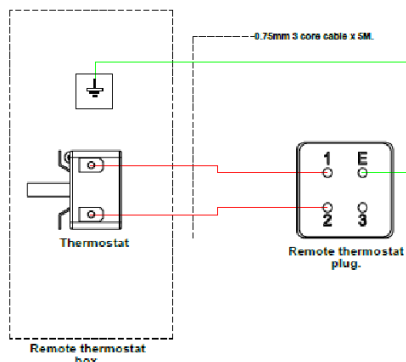 0.75mm 3 core cable x 5M.
1 E
2 3
Thermostat
Remote thermostat
plug.
Remote thermostat
box